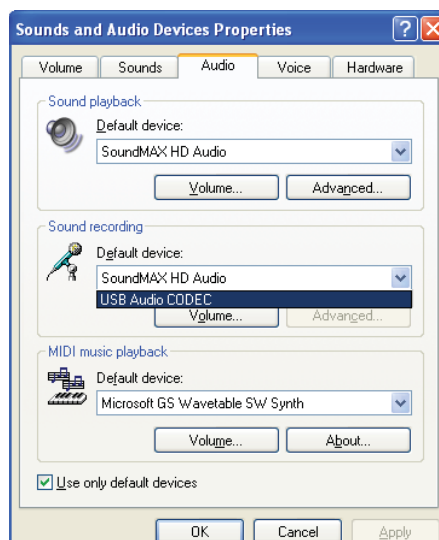 Sounds and Audio Devices Properties
Volume Sounds Audio Voice Hardware
Sound playback
Default device:
SoundMAX HD Audio
Volume... Advanced...
Sound recording
Default device:
SoundMAX HD Audio
USB Audio CODEC
Volume... Advanced...
MIDI music playback
Default device:
Microsoft GS Wavetable SW Synth
Volume... About...
Use only default devices
OK Cancel Apply